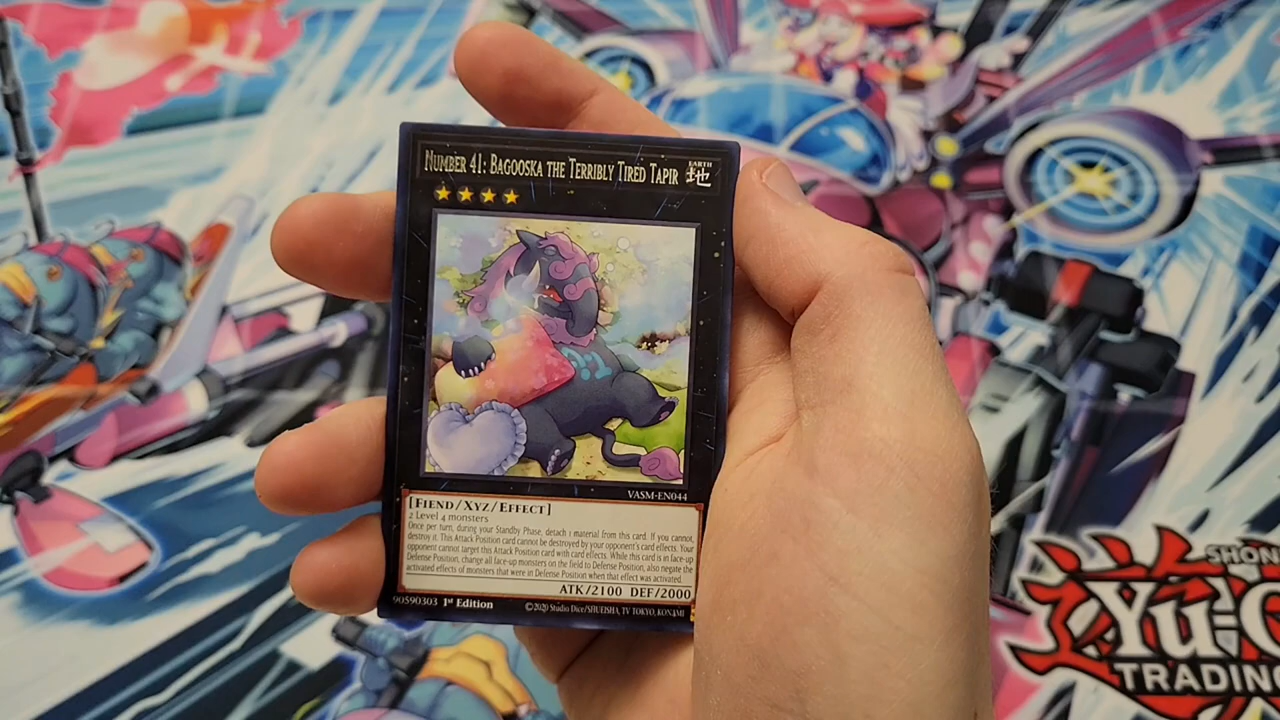 NUMBER 41: BAGOOSKA THE TERRIBLY TIRED TAPIR
EARTH
地
91
VASM-EN044
[FIEND/XYZ/EFFECT]
2 Level 4 monsters
Once per turn, during your Standby Phase, detach 1 material from this card. If you cannot,
destroy it. This Attack Position card cannot be destroyed by your opponent's card effects. Your
opponent cannot target this Attack Position card with card effects. While this card is in face-up
Defense Position, change all face-up monsters on the field to Defense Position, also negate the
activated effects of monsters that were in Defense Position when that effect was activated.
ATK/2100 DEF/2000
90590303 1st Edition ©2020 Studio Dice/SHUEISHA, TV TOKYO, KONAMI
SHON
Yu-G
TRADING